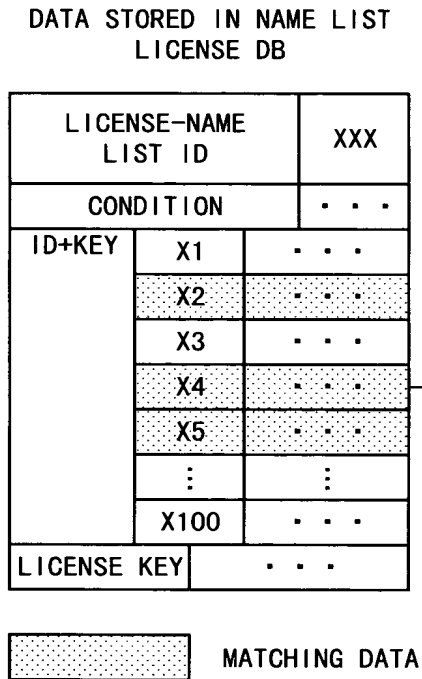 DATA STORED IN NAME LIST
LICENSE DB
LICENSE-NAME
LIST ID
XXX
CONDITION
· · ·
ID+KEY
X1
· · ·
X2
· · ·
X3
· · ·
X4
· · ·
X5
· · ·
⋮
⋮
X100
· · ·
LICENSE KEY
· · ·
MATCHING DATA